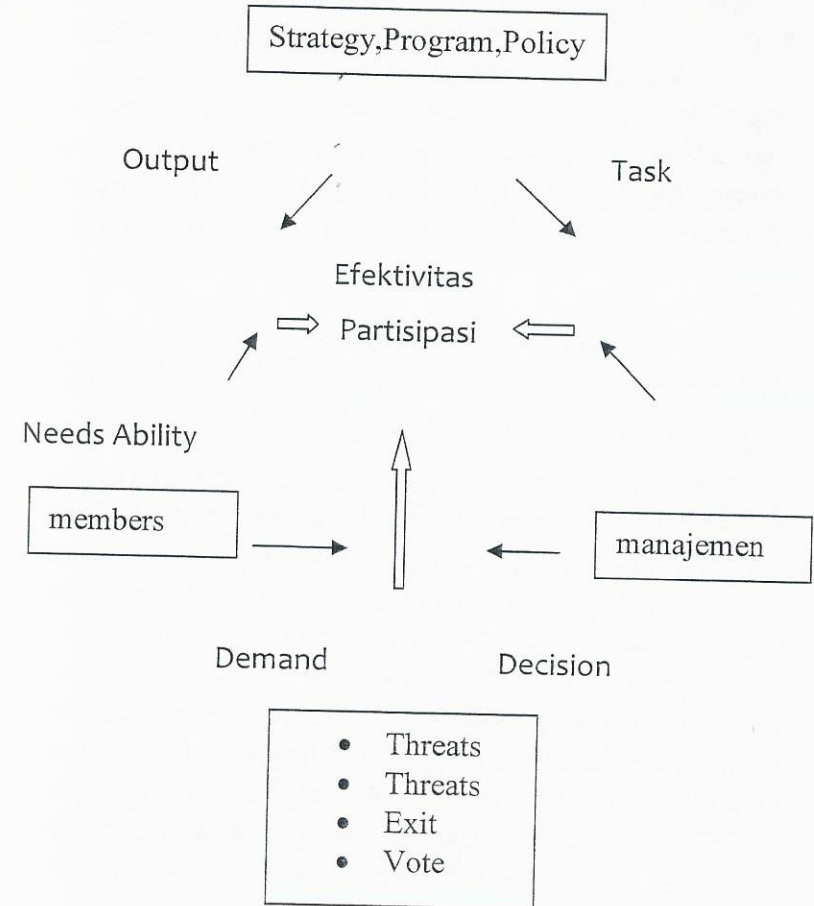 Strategy,Program,Policy
Output
Task
Efektivitas
Partisipasi
Needs Ability
members
manajemen
Demand
Decision
• Threats
• Threats
• Exit
• Vote